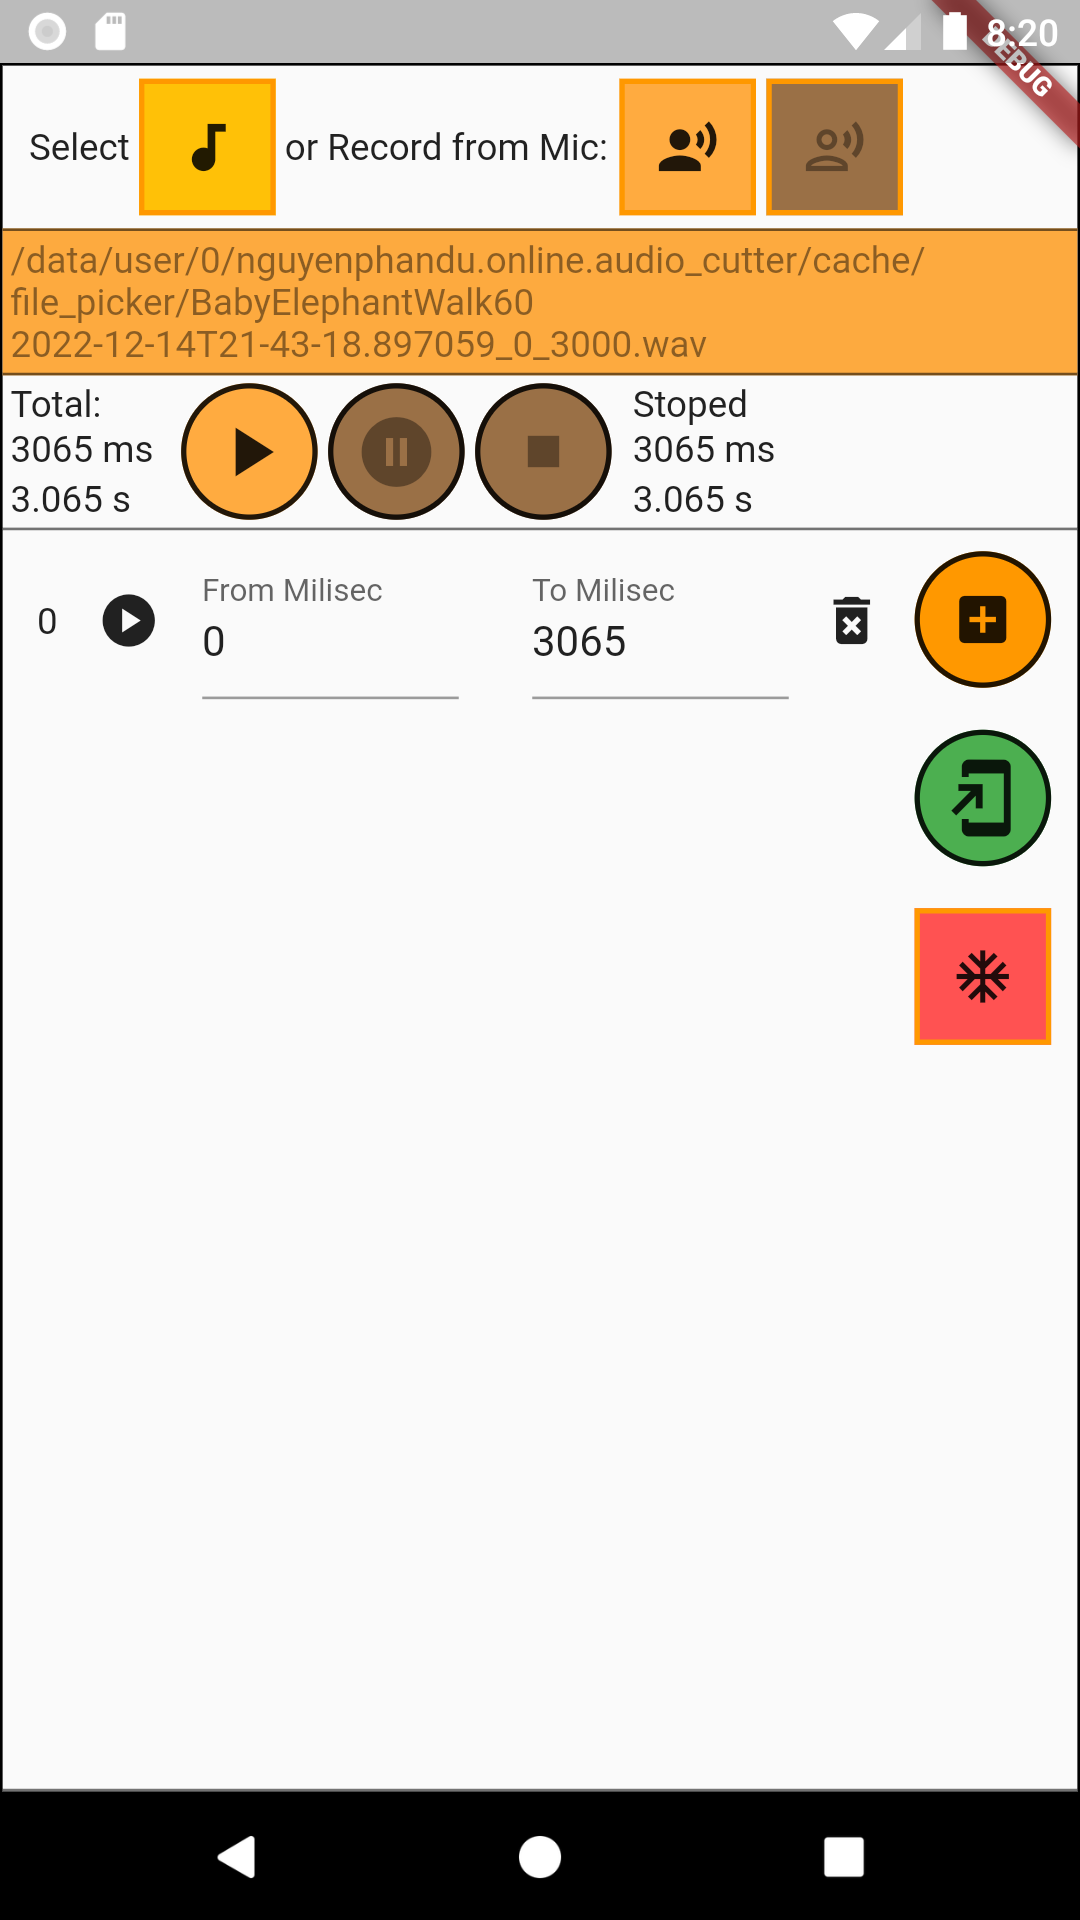 8:20
DEBUG
Select or Record from Mic:
/data/user/0/nguyenphandu.online.audio_cutter/cache/
file_picker/BabyElephantWalk60
2022-12-14T21-43-18.897059_0_3000.wav
Total:
3065 ms
3.065 s
Stoped
3065 ms
3.065 s
0
From Milisec
0
To Milisec
3065